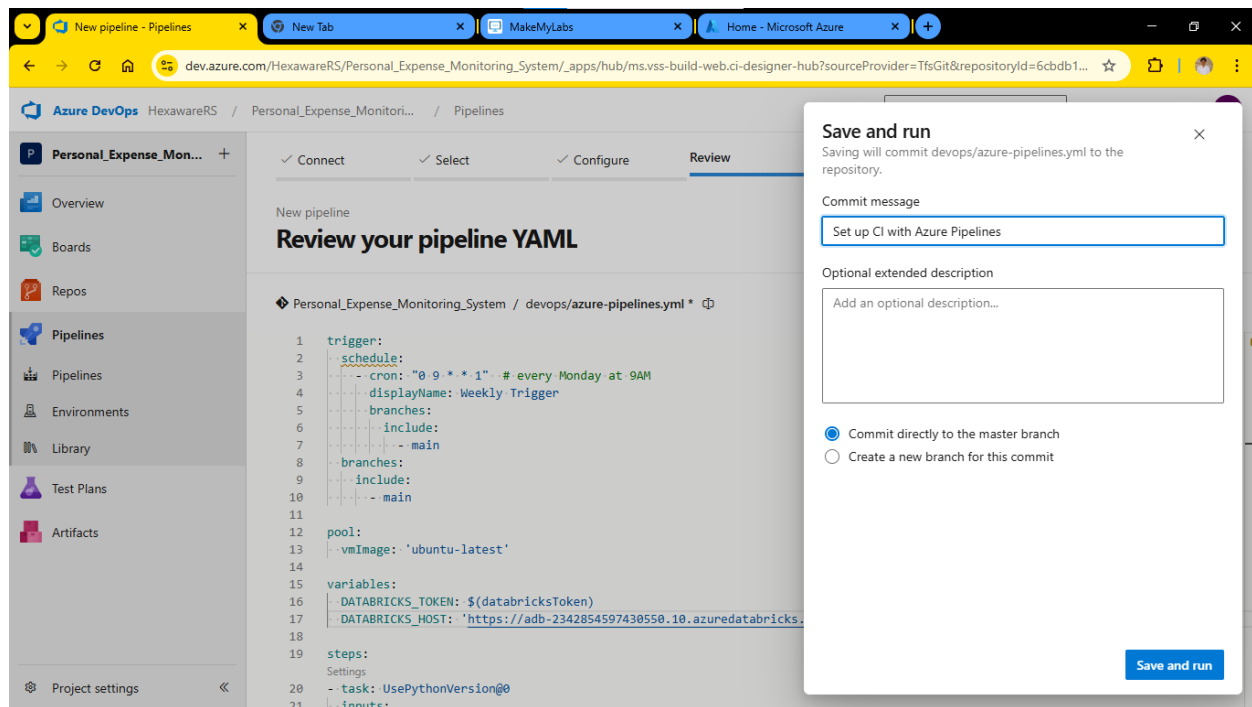 New pipeline - Pipelines
New Tab
MakeMyLabs
Home - Microsoft Azure
dev.azure.com/HexawareRS/Personal_Expense_Monitoring_System/_apps/hub/ms.vss-build-web.ci-designer-hub?sourceProvider=TfsGit&repositoryId=6cbdb1...
Azure DevOps HexawareRS / Personal_Expense_Monitori... / Pipelines
P Personal_Expense_Mon... +
Overview
Boards
Repos
Pipelines
Pipelines
Environments
Library
Test Plans
Artifacts
Project settings
Connect
Select
Configure
Review
New pipeline
Review your pipeline YAML
Personal_Expense_Monitoring_System / devops/azure-pipelines.yml *
1 trigger:
2 schedule:
3 - cron: "0 9 * * 1" # every Monday at 9AM
4 displayName: Weekly Trigger
5 branches:
6 include:
7 - main
8 branches:
9 include:
10 - main
11
12 pool:
13 vmImage: 'ubuntu-latest'
14
15 variables:
16 DATABRICKS_TOKEN: $(databricksToken)
17 DATABRICKS_HOST: 'https://adb-2342854597430550.10.azuredatabricks.
18
19 steps:
Settings
20 - task: UsePythonVersion@0
21 inputs:
Save and run
Saving will commit devops/azure-pipelines.yml to the
repository.
Commit message
Set up CI with Azure Pipelines
Optional extended description
Add an optional description...
Commit directly to the master branch
Create a new branch for this commit
Save and run